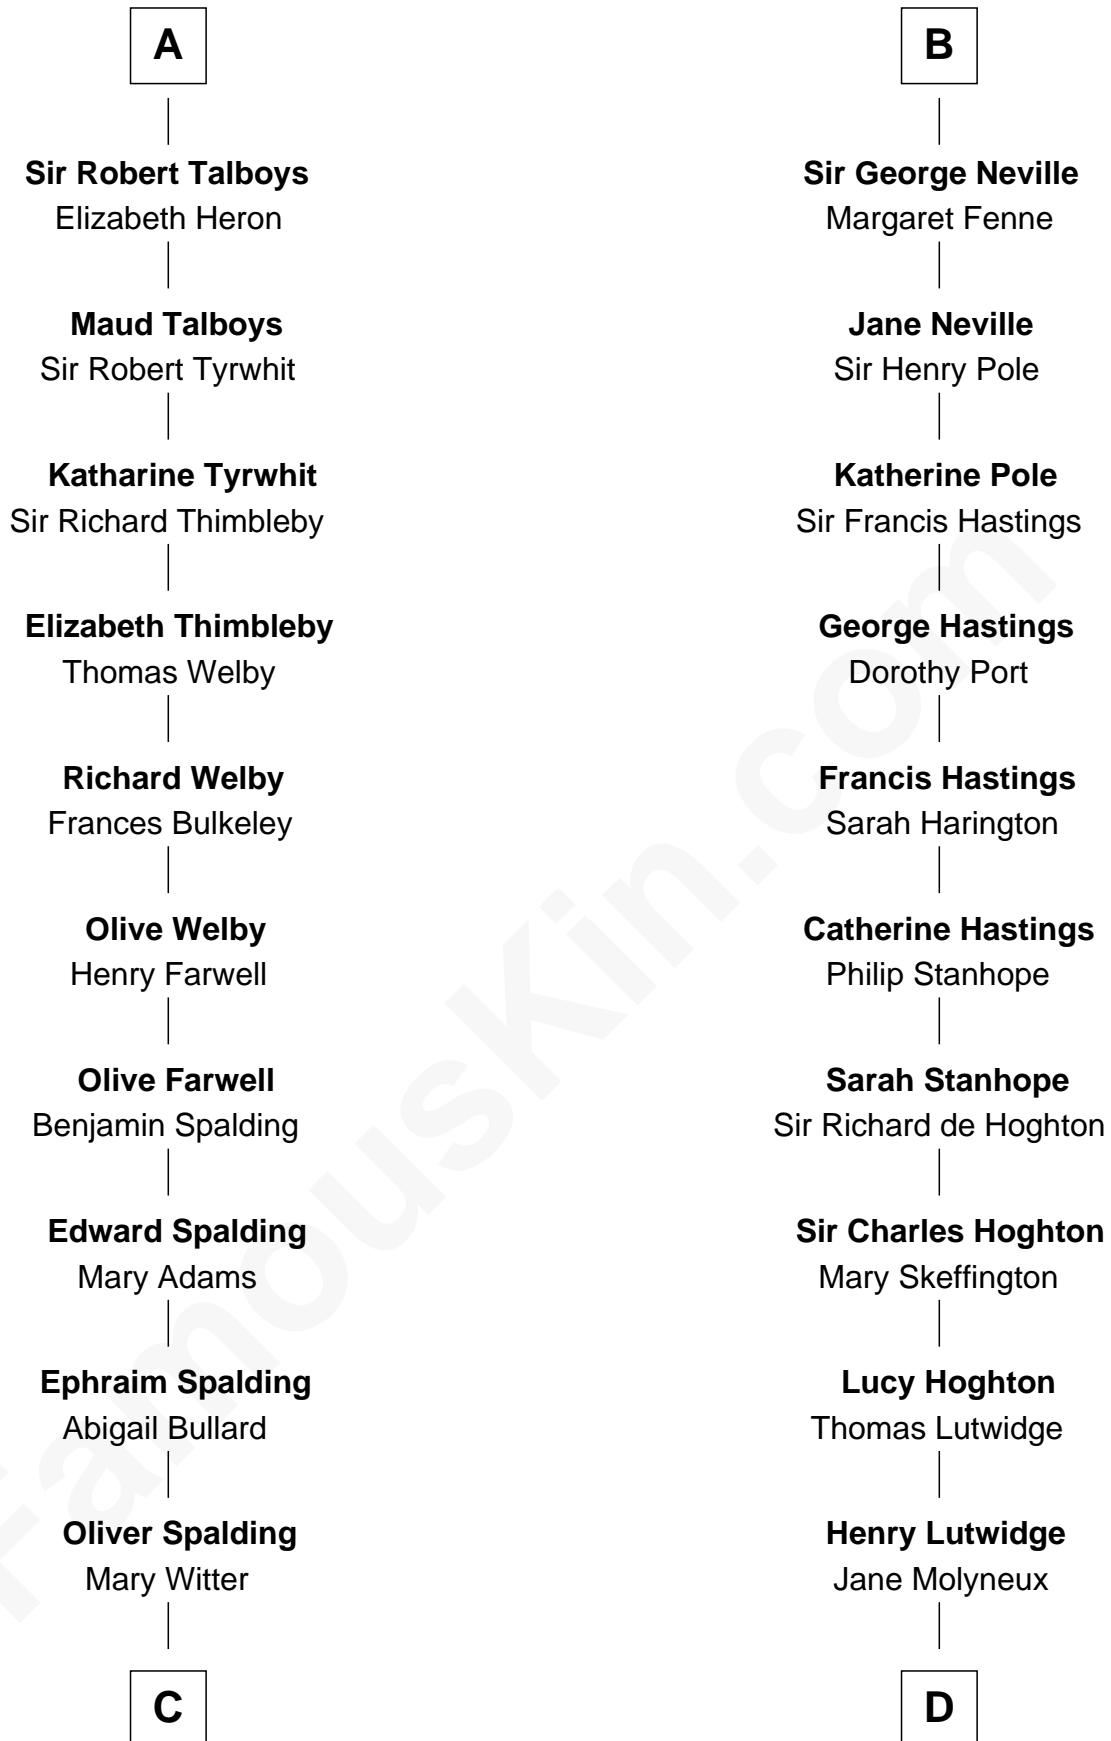 A
Sir Robert Talboys
Elizabeth Heron
Maud Talboys
Sir Robert Tyrwhit
Katharine Tyrwhit
Sir Richard Thimbleby
Elizabeth Thimbleby
Thomas Welby
Richard Welby
Frances Bulkeley
Olive Welby
Henry Farwell
Olive Farwell
Benjamin Spalding
Edward Spalding
Mary Adams
Ephraim Spalding
Abigail Bullard
Oliver Spalding
Mary Witter
C
B
Sir George Neville
Margaret Fenne
Jane Neville
Sir Henry Pole
Katherine Pole
Sir Francis Hastings
George Hastings
Dorothy Port
Francis Hastings
Sarah Harington
Catherine Hastings
Philip Stanhope
Sarah Stanhope
Sir Richard de Hoghton
Sir Charles Hoghton
Mary Skeffington
Lucy Hoghton
Thomas Lutwidge
Henry Lutwidge
Jane Molyneux
D
FamousKin.com